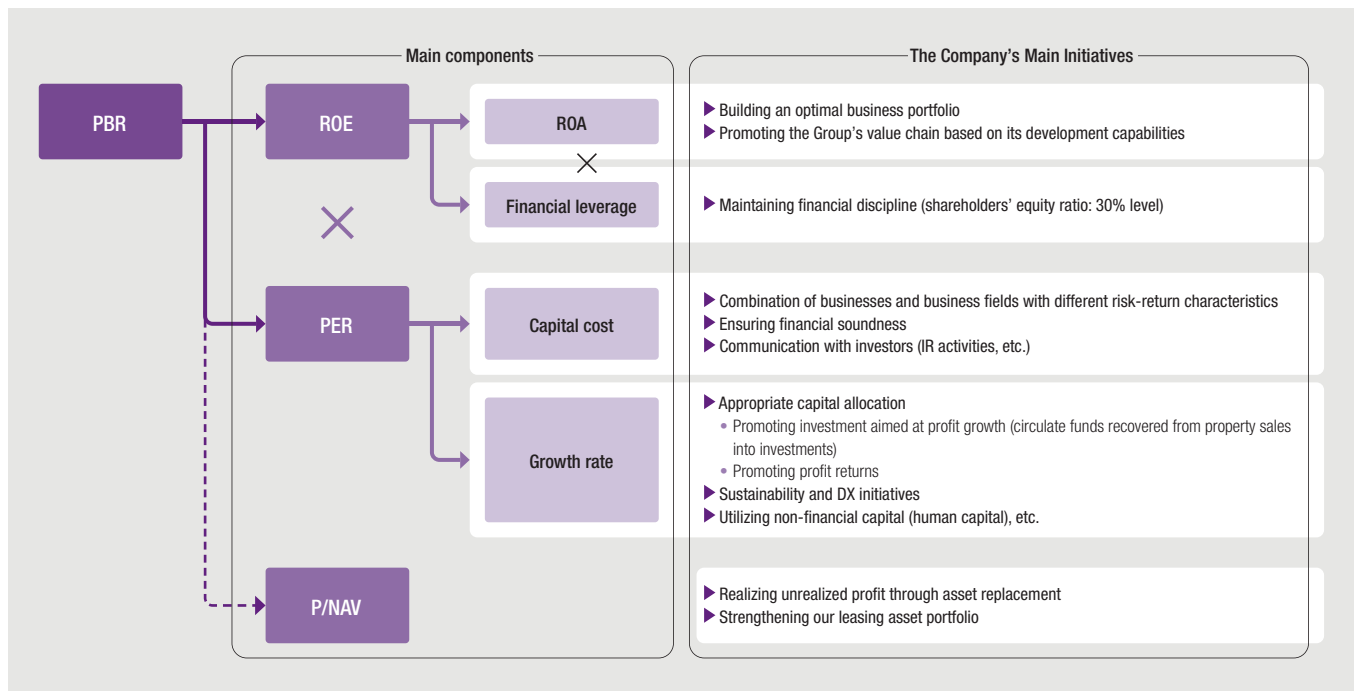 Main components
The Company's Main Initiatives
PBR
ROE
ROA
▶ Building an optimal business portfolio
▶ Promoting the Group's value chain based on its development capabilities
×
Financial leverage
▶ Maintaining financial discipline (shareholders' equity ratio: 30% level)
×
PER
Capital cost
▶ Combination of businesses and business fields with different risk-return characteristics
▶ Ensuring financial soundness
▶ Communication with investors (IR activities, etc.)
Growth rate
▶ Appropriate capital allocation
• Promoting investment aimed at profit growth (circulate funds recovered from property sales
into investments)
• Promoting profit returns
▶ Sustainability and DX initiatives
▶ Utilizing non-financial capital (human capital), etc.
P/NAV
▶ Realizing unrealized profit through asset replacement
▶ Strengthening our leasing asset portfolio